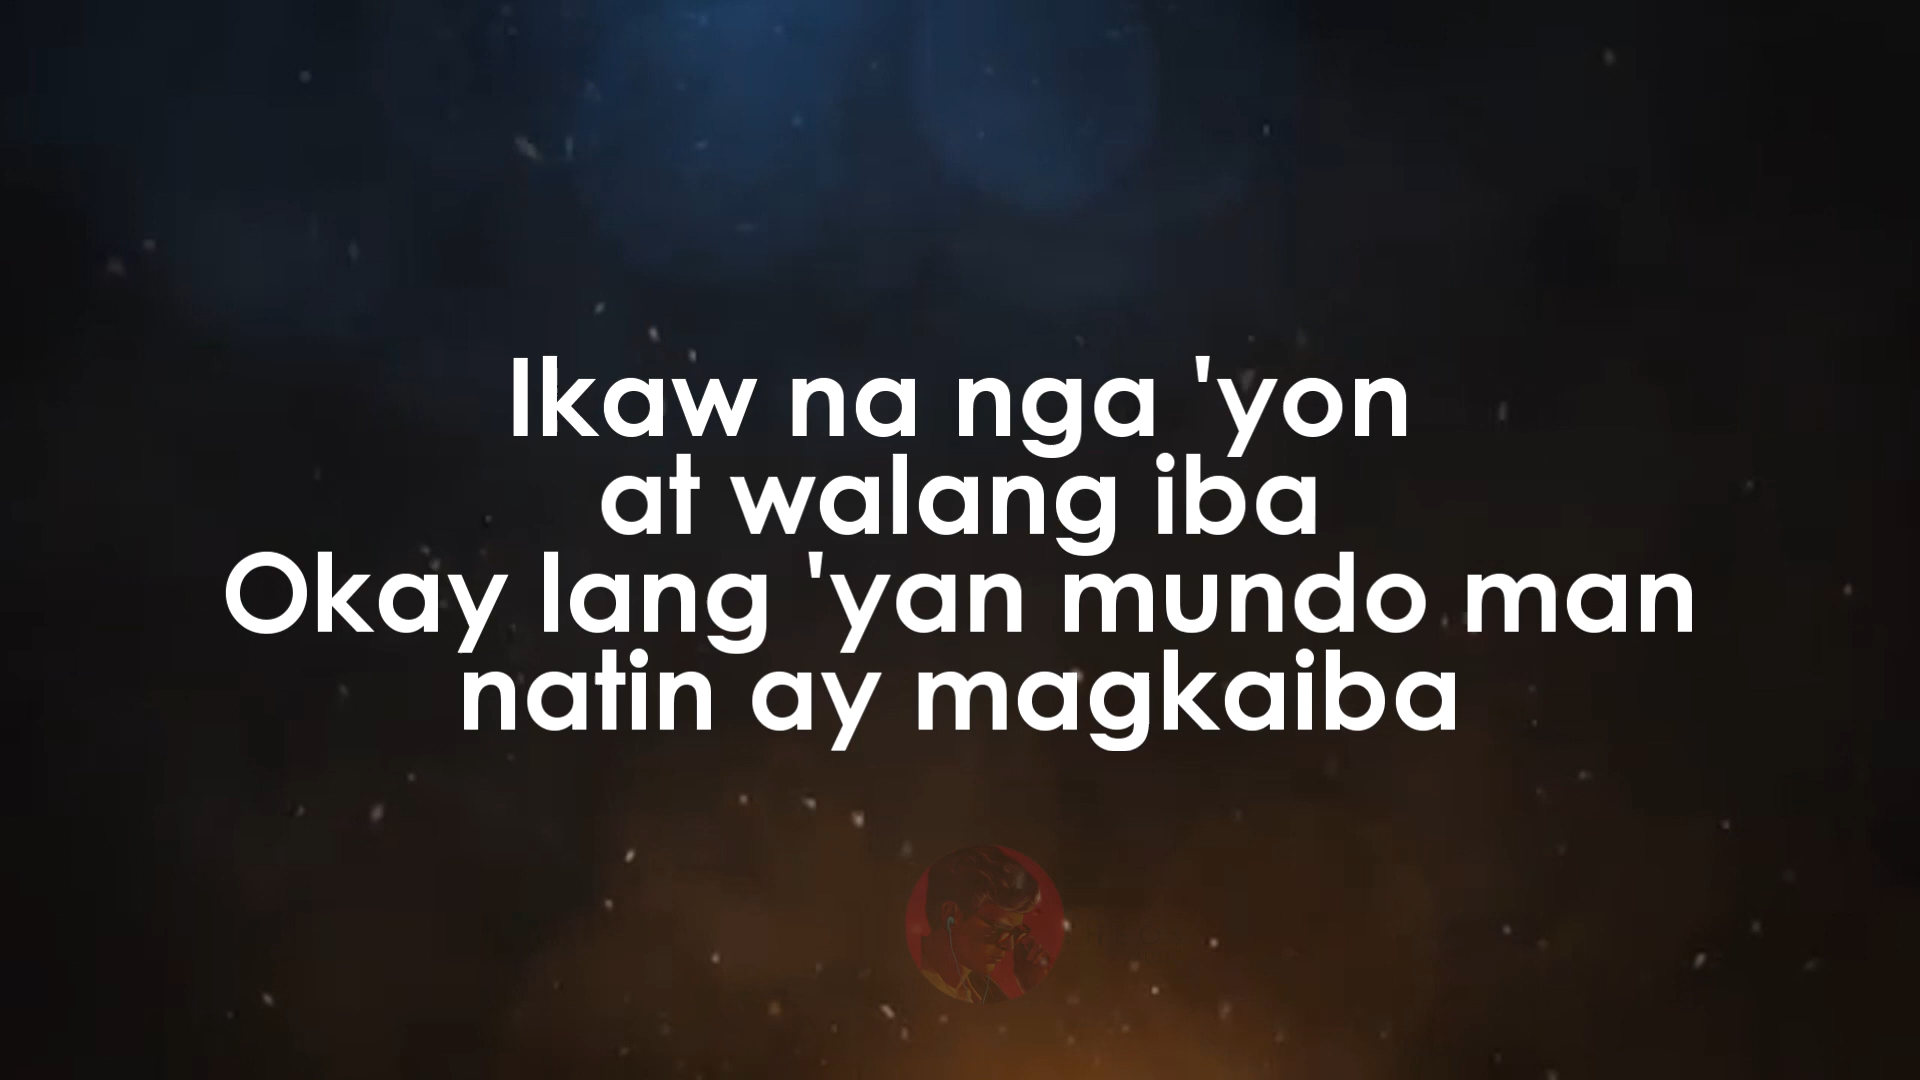 Ikaw na nga 'yon
at walang iba
Okay lang 'yan mundo man
natin ay magkaiba